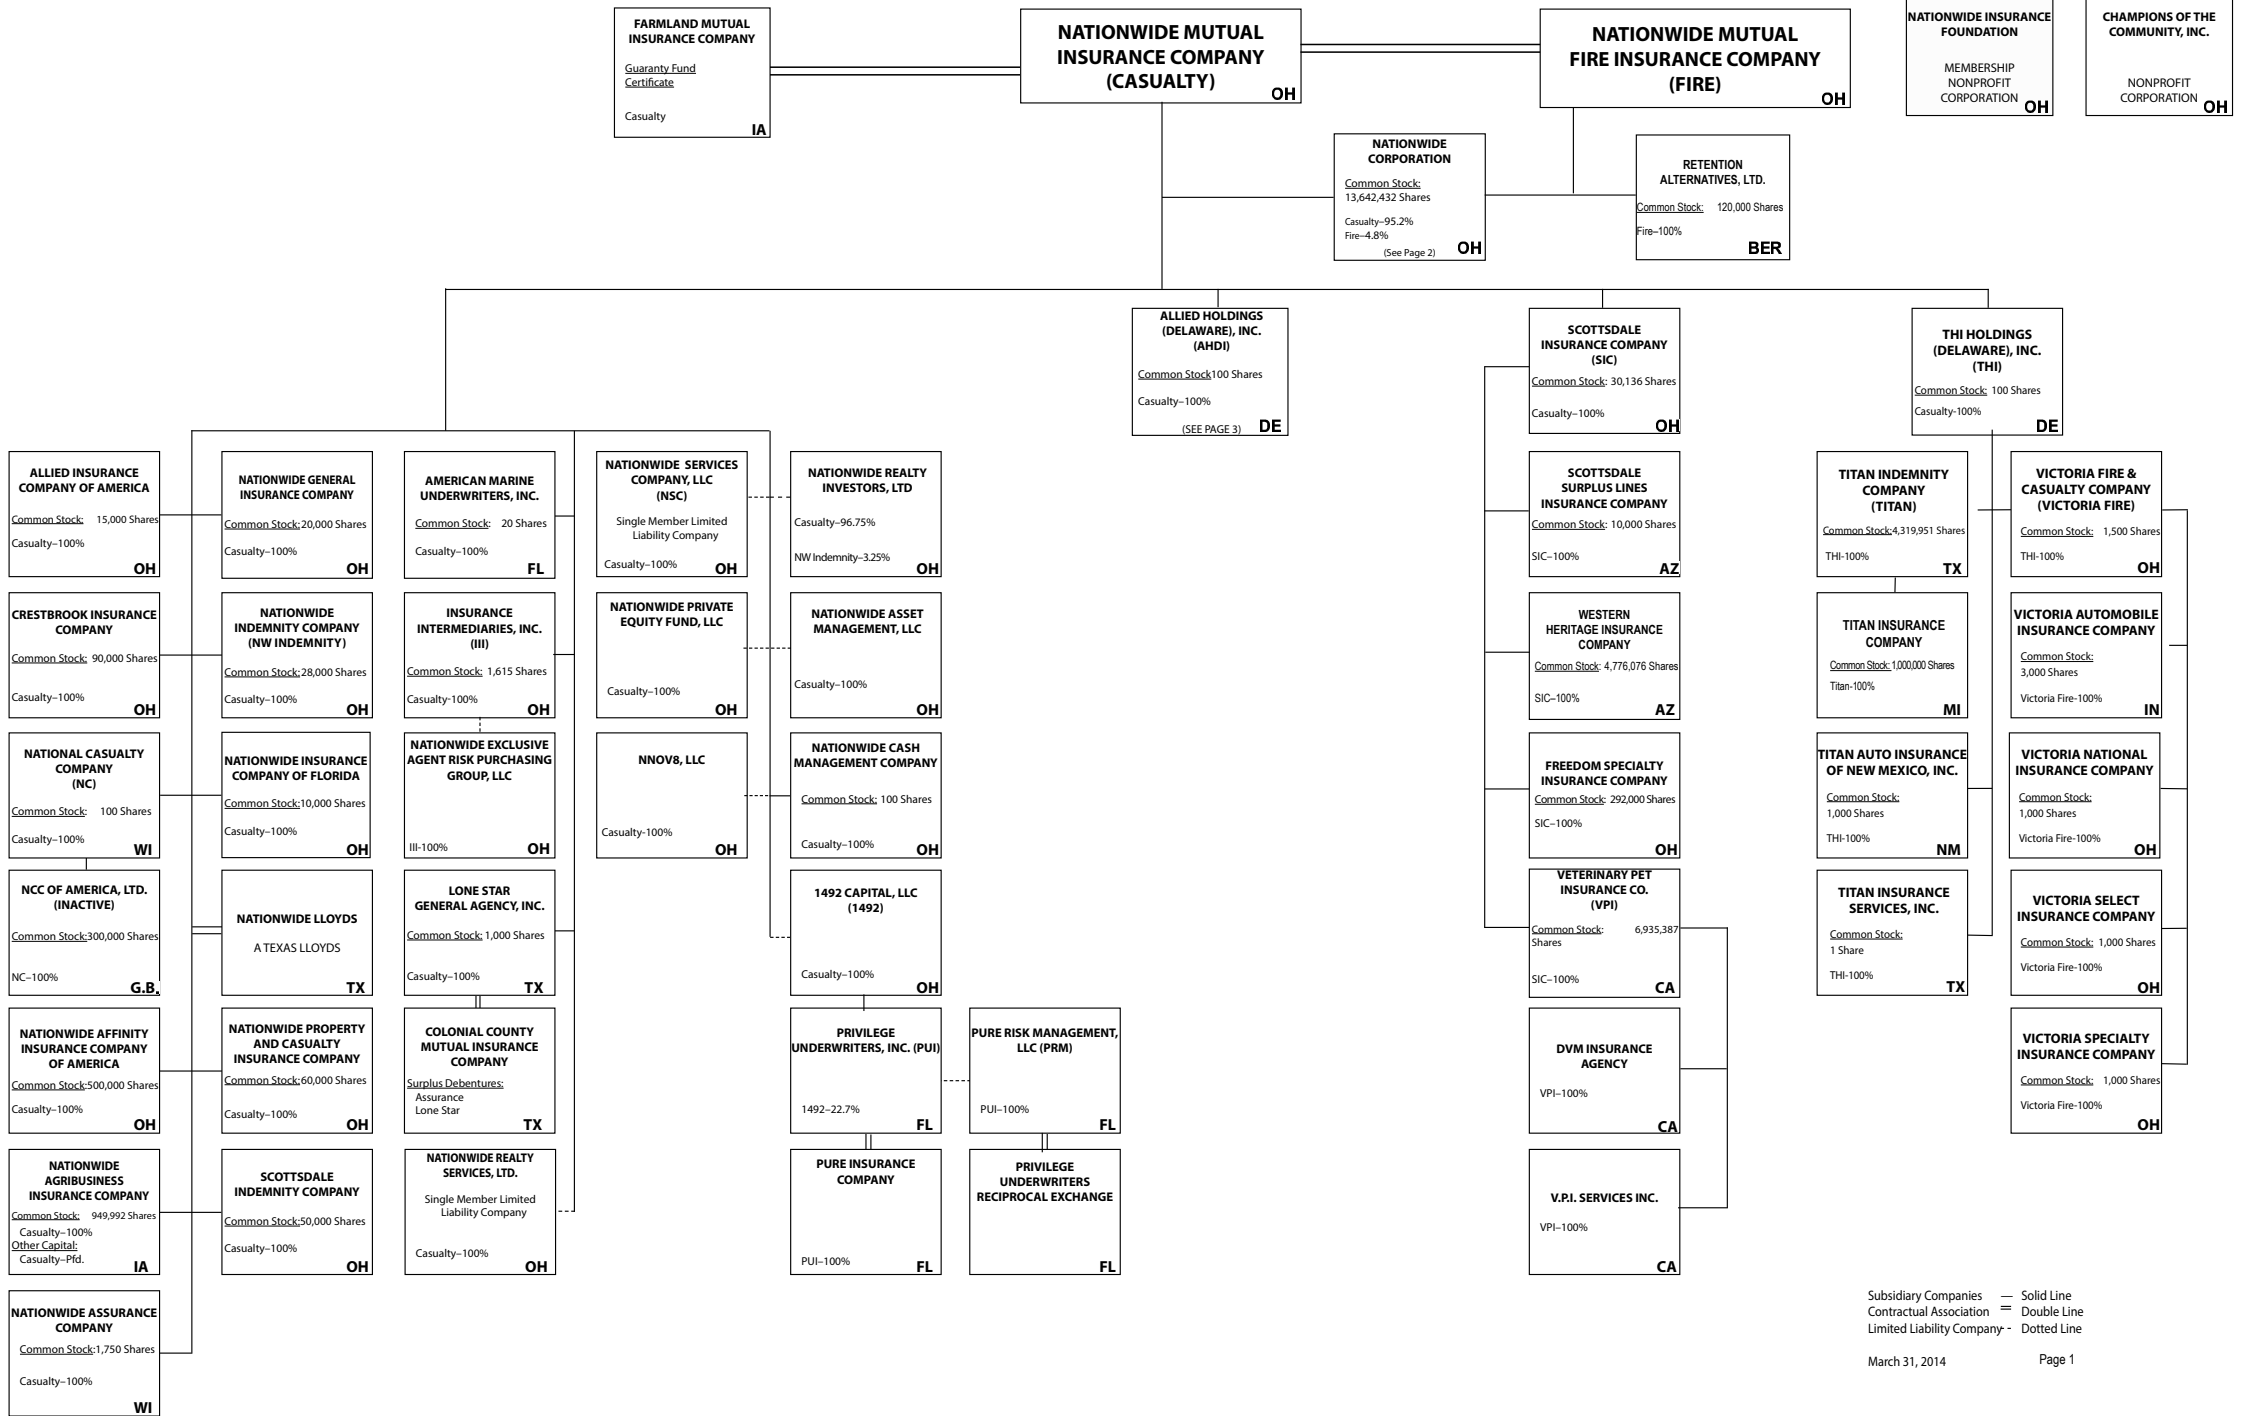 FARMLAND MUTUAL
INSURANCE COMPANY
Guaranty Fund
Certificate
Casualty
IA
NATIONWIDE MUTUAL
INSURANCE COMPANY
(CASUALTY)
OH
NATIONWIDE MUTUAL
FIRE INSURANCE COMPANY
(FIRE)
OH
NATIONWIDE INSURANCE
FOUNDATION
MEMBERSHIP
NONPROFIT
CORPORATION
OH
CHAMPIONS OF THE
COMMUNITY, INC.
NONPROFIT
CORPORATION
OH
NATIONWIDE
CORPORATION
Common Stock:
13,642,432 Shares
Casualty–95.2%
Fire–4.8%
(See Page 2)
OH
RETENTION
ALTERNATIVES, LTD.
Common Stock: 120,000 Shares
Fire–100%
BER
ALLIED HOLDINGS
(DELAWARE), INC.
(AHDI)
Common Stock100 Shares
Casualty–100%
(SEE PAGE 3)
DE
SCOTTSDALE
INSURANCE COMPANY
(SIC)
Common Stock: 30,136 Shares
Casualty–100%
OH
THI HOLDINGS
(DELAWARE), INC.
(THI)
Common Stock: 100 Shares
Casualty-100%
DE
ALLIED INSURANCE
COMPANY OF AMERICA
Common Stock: 15,000 Shares
Casualty–100%
OH
NATIONWIDE GENERAL
INSURANCE COMPANY
Common Stock:20,000 Shares
Casualty–100%
OH
AMERICAN MARINE
UNDERWRITERS, INC.
Common Stock: 20 Shares
Casualty–100%
FL
NATIONWIDE SERVICES
COMPANY, LLC
(NSC)
Single Member Limited
Liability Company
Casualty–100%
OH
NATIONWIDE REALTY
INVESTORS, LTD
Casualty–96.75%
NW Indemnity–3.25%
OH
SCOTTSDALE
SURPLUS LINES
INSURANCE COMPANY
Common Stock: 10,000 Shares
SIC–100%
AZ
TITAN INDEMNITY
COMPANY
(TITAN)
Common Stock:4,319,951 Shares
THI-100%
TX
VICTORIA FIRE &
CASUALTY COMPANY
(VICTORIA FIRE)
Common Stock: 1,500 Shares
THI-100%
OH
CRESTBROOK INSURANCE
COMPANY
Common Stock: 90,000 Shares
Casualty–100%
OH
NATIONWIDE
INDEMNITY COMPANY
(NW INDEMNITY)
Common Stock:28,000 Shares
Casualty–100%
OH
INSURANCE
INTERMEDIARIES, INC.
(III)
Common Stock: 1,615 Shares
Casualty-100%
OH
NATIONWIDE PRIVATE
EQUITY FUND, LLC
Casualty–100%
OH
NATIONWIDE ASSET
MANAGEMENT, LLC
Casualty–100%
OH
WESTERN
HERITAGE INSURANCE
COMPANY
Common Stock: 4,776,076 Shares
SIC–100%
AZ
TITAN INSURANCE
COMPANY
Common Stock:1,000,000 Shares
Titan-100%
MI
VICTORIA AUTOMOBILE
INSURANCE COMPANY
Common Stock:
3,000 Shares
Victoria Fire-100%
IN
NATIONAL CASUALTY
COMPANY
(NC)
Common Stock: 100 Shares
Casualty–100%
WI
NATIONWIDE INSURANCE
COMPANY OF FLORIDA
Common Stock:10,000 Shares
Casualty–100%
OH
NATIONWIDE EXCLUSIVE
AGENT RISK PURCHASING
GROUP, LLC
III-100%
OH
NNOV8, LLC
Casualty-100%
OH
NATIONWIDE CASH
MANAGEMENT COMPANY
Common Stock: 100 Shares
Casualty–100%
OH
FREEDOM SPECIALTY
INSURANCE COMPANY
Common Stock: 292,000 Shares
SIC–100%
OH
TITAN AUTO INSURANCE
OF NEW MEXICO, INC.
Common Stock:
1,000 Shares
THI-100%
NM
VICTORIA NATIONAL
INSURANCE COMPANY
Common Stock:
1,000 Shares
Victoria Fire-100%
OH
NCC OF AMERICA, LTD.
(INACTIVE)
Common Stock:300,000 Shares
NC–100%
G.B.
NATIONWIDE LLOYDS
A TEXAS LLOYDS
TX
LONE STAR
GENERAL AGENCY, INC.
Common Stock: 1,000 Shares
Casualty–100%
TX
1492 CAPITAL, LLC
(1492)
Casualty–100%
OH
VETERINARY PET
INSURANCE CO.
(VPI)
Common Stock: 6,935,387
Shares
SIC–100%
CA
TITAN INSURANCE
SERVICES, INC.
Common Stock:
1 Share
THI-100%
TX
VICTORIA SELECT
INSURANCE COMPANY
Common Stock: 1,000 Shares
Victoria Fire-100%
OH
NATIONWIDE AFFINITY
INSURANCE COMPANY
OF AMERICA
Common Stock:500,000 Shares
Casualty–100%
OH
NATIONWIDE PROPERTY
AND CASUALTY
INSURANCE COMPANY
Common Stock:60,000 Shares
Casualty–100%
OH
COLONIAL COUNTY
MUTUAL INSURANCE
COMPANY
Surplus Debentures:
Assurance
Lone Star
TX
PRIVILEGE
UNDERWRITERS, INC. (PUI)
1492–22.7%
FL
PURE RISK MANAGEMENT,
LLC (PRM)
PUI–100%
FL
DVM INSURANCE
AGENCY
VPI–100%
CA
VICTORIA SPECIALTY
INSURANCE COMPANY
Common Stock: 1,000 Shares
Victoria Fire-100%
OH
NATIONWIDE
AGRIBUSINESS
INSURANCE COMPANY
Common Stock: 949,992 Shares
Casualty–100%
Other Capital:
Casualty–Pfd.
IA
SCOTTSDALE
INDEMNITY COMPANY
Common Stock:50,000 Shares
Casualty–100%
OH
NATIONWIDE REALTY
SERVICES, LTD.
Single Member Limited
Liability Company
Casualty–100%
OH
PURE INSURANCE
COMPANY
PUI–100%
FL
PRIVILEGE
UNDERWRITERS
RECIPROCAL EXCHANGE
FL
V.P.I. SERVICES INC.
VPI–100%
CA
NATIONWIDE ASSURANCE
COMPANY
Common Stock:1,750 Shares
Casualty–100%
WI
Subsidiary Companies — Solid Line
Contractual Association = Double Line
Limited Liability Company- - Dotted Line
March 31, 2014 Page 1